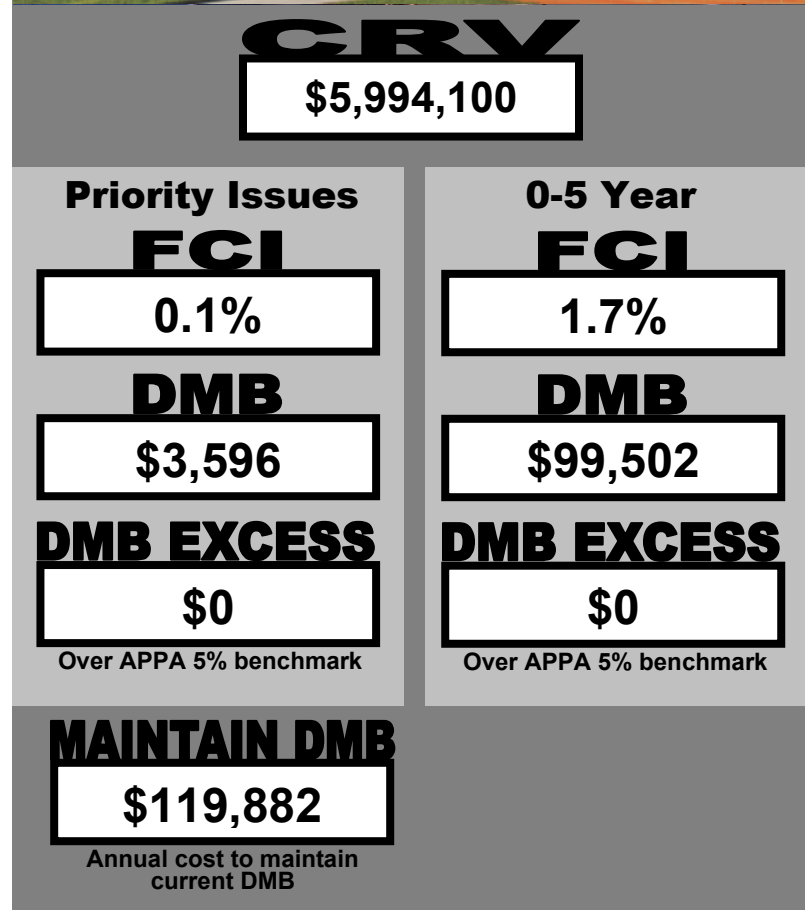 CRV
$5,994,100
Priority Issues
FCI
0.1%
DMB
$3,596
DMB EXCESS
$0
Over APPA 5% benchmark
0-5 Year
FCI
1.7%
DMB
$99,502
DMB EXCESS
$0
Over APPA 5% benchmark
MAINTAIN DMB
$119,882
Annual cost to maintain
current DMB